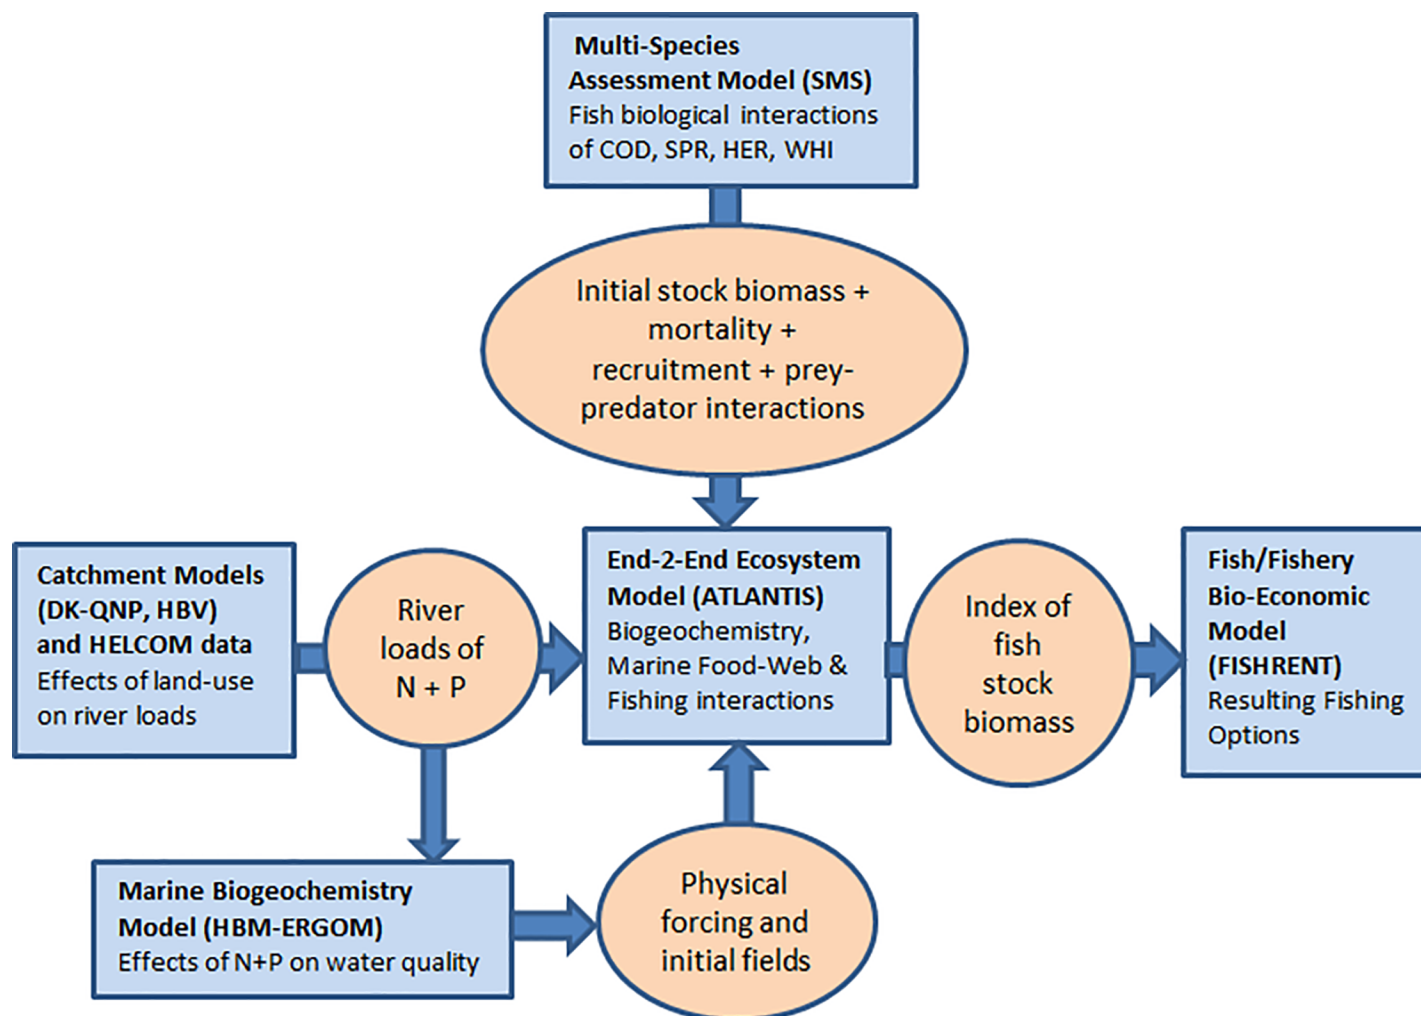 Multi-Species
Assessment Model (SMS)
Fish biological interactions
of COD, SPR, HER, WHI
Initial stock biomass +
mortality +
recruitment + prey-
predator interactions
Catchment Models
(DK-QNP, HBV)
and HELCOM data
Effects of land-use
on river loads
River
loads of
N + P
End-2-End Ecosystem
Model (ATLANTIS)
Biogeochemistry,
Marine Food-Web &
Fishing interactions
Index of
fish
stock
biomass
Fish/Fishery
Bio-Economic
Model
(FISHRENT)
Resulting Fishing
Options
Marine Biogeochemistry
Model (HBM-ERGOM)
Effects of N+P on water quality
Physical
forcing and
initial fields